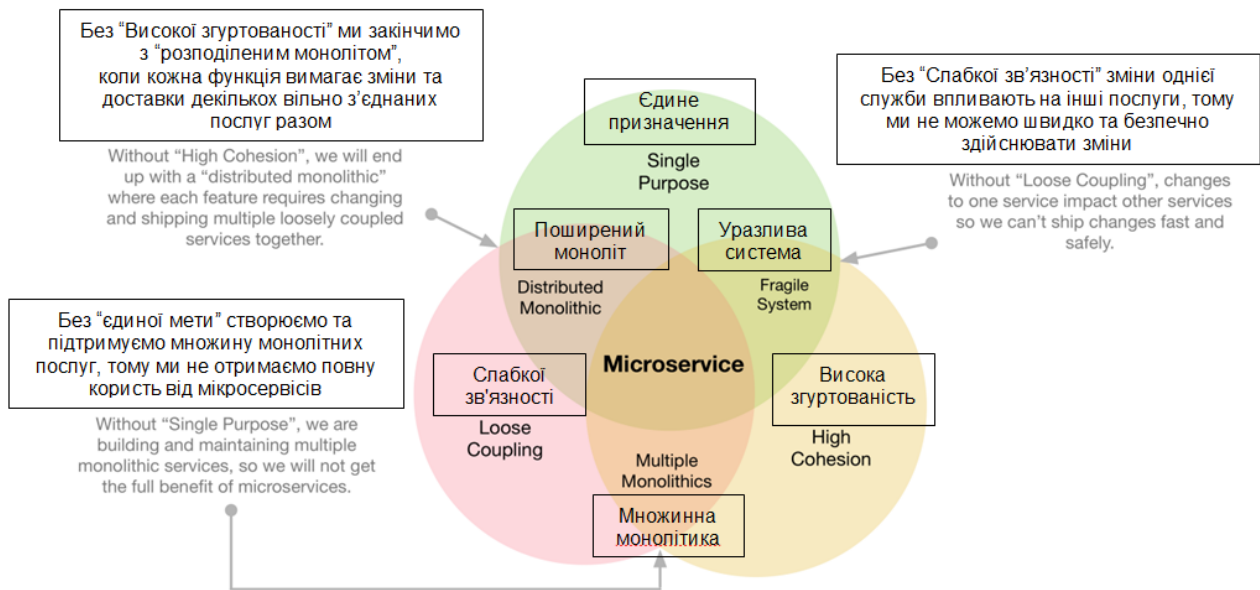 Без “Високої згуртованості” ми закінчимо
з “розподіленим монолітом”,
коли кожна функція вимагає зміни та
доставки декількох вільно з’єднаних
послуг разом
Without “High Cohesion”, we will end
up with a “distributed monolithic”
where each feature requires changing
and shipping multiple loosely coupled
services together.
Єдине
призначення
Single
Purpose
Без “Слабкої зв’язності” зміни однієї
служби впливають на інші послуги, тому
ми не можемо швидко та безпечно
здійснювати зміни
Without “Loose Coupling”, changes
to one service impact other services
so we can’t ship changes fast and
safely.
Поширений
моноліт
Distributed
Monolithic
Уразлива
система
Fragile
System
Без “єдиної мети” створюємо та
підтримуємо множину монолітних
послуг, тому ми не отримаємо повну
користь від мікросервісів
Without “Single Purpose”, we are
building and maintaining multiple
monolithic services, so we will not get
the full benefit of microservices.
Microservice
Слабкої
зв'язності
Loose
Coupling
Висока
згуртованість
High
Cohesion
Multiple
Monolithics
Множинна
монолітика